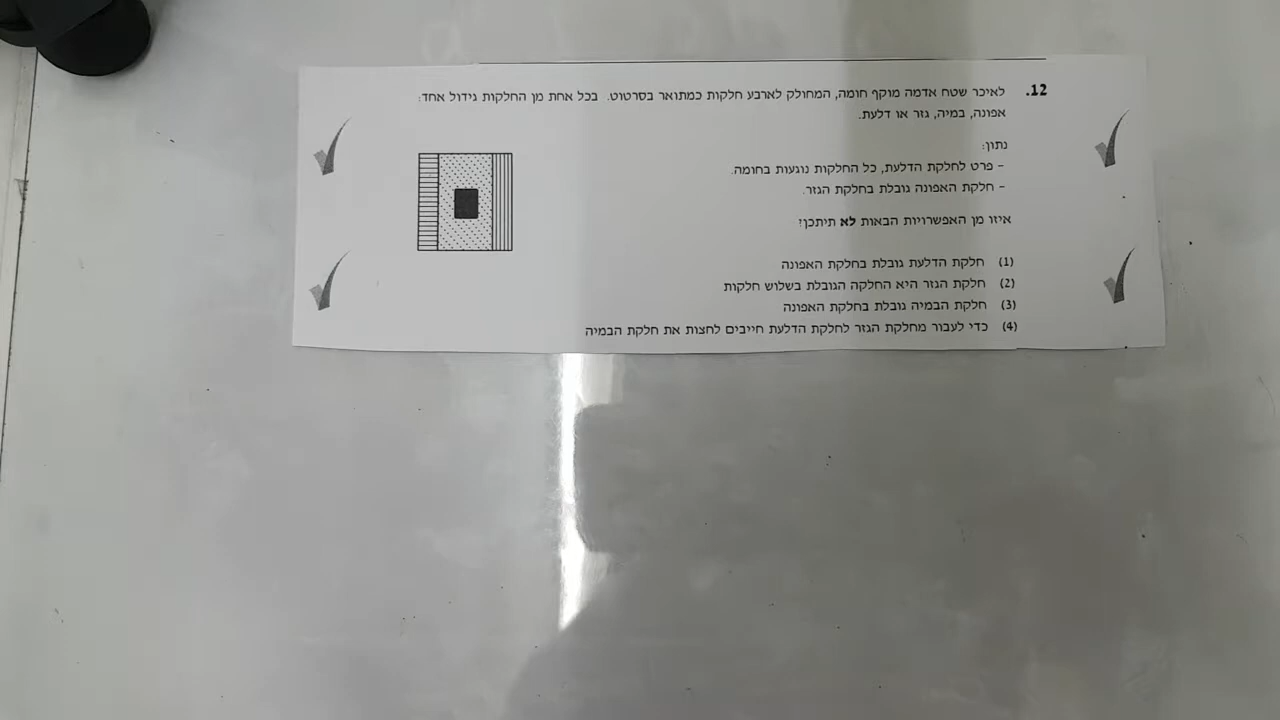 12. לאיכר שטח אדמה מוקף חומה, המחולק לארבע חלקות כמתואר בסרטוט. בכל אחת מן החלקות גידול אחד:
אפונה, במיה, גזר או דלעת.
נתון:
- פרט לחלקת הדלעת, כל החלקות נוגעות בחומה.
- חלקת האפונה גובלת בחלקת הגזר.
איזו מן האפשרויות הבאות לא תיתכן?
(1) חלקת הדלעת גובלת בחלקת האפונה
(2) חלקת הגזר היא החלקה הגובלת בשלוש חלקות
(3) חלקת הבמיה גובלת בחלקת האפונה
(4) כדי לעבור מחלקת הגזר לחלקת הדלעת חייבים לחצות את חלקת הבמיה